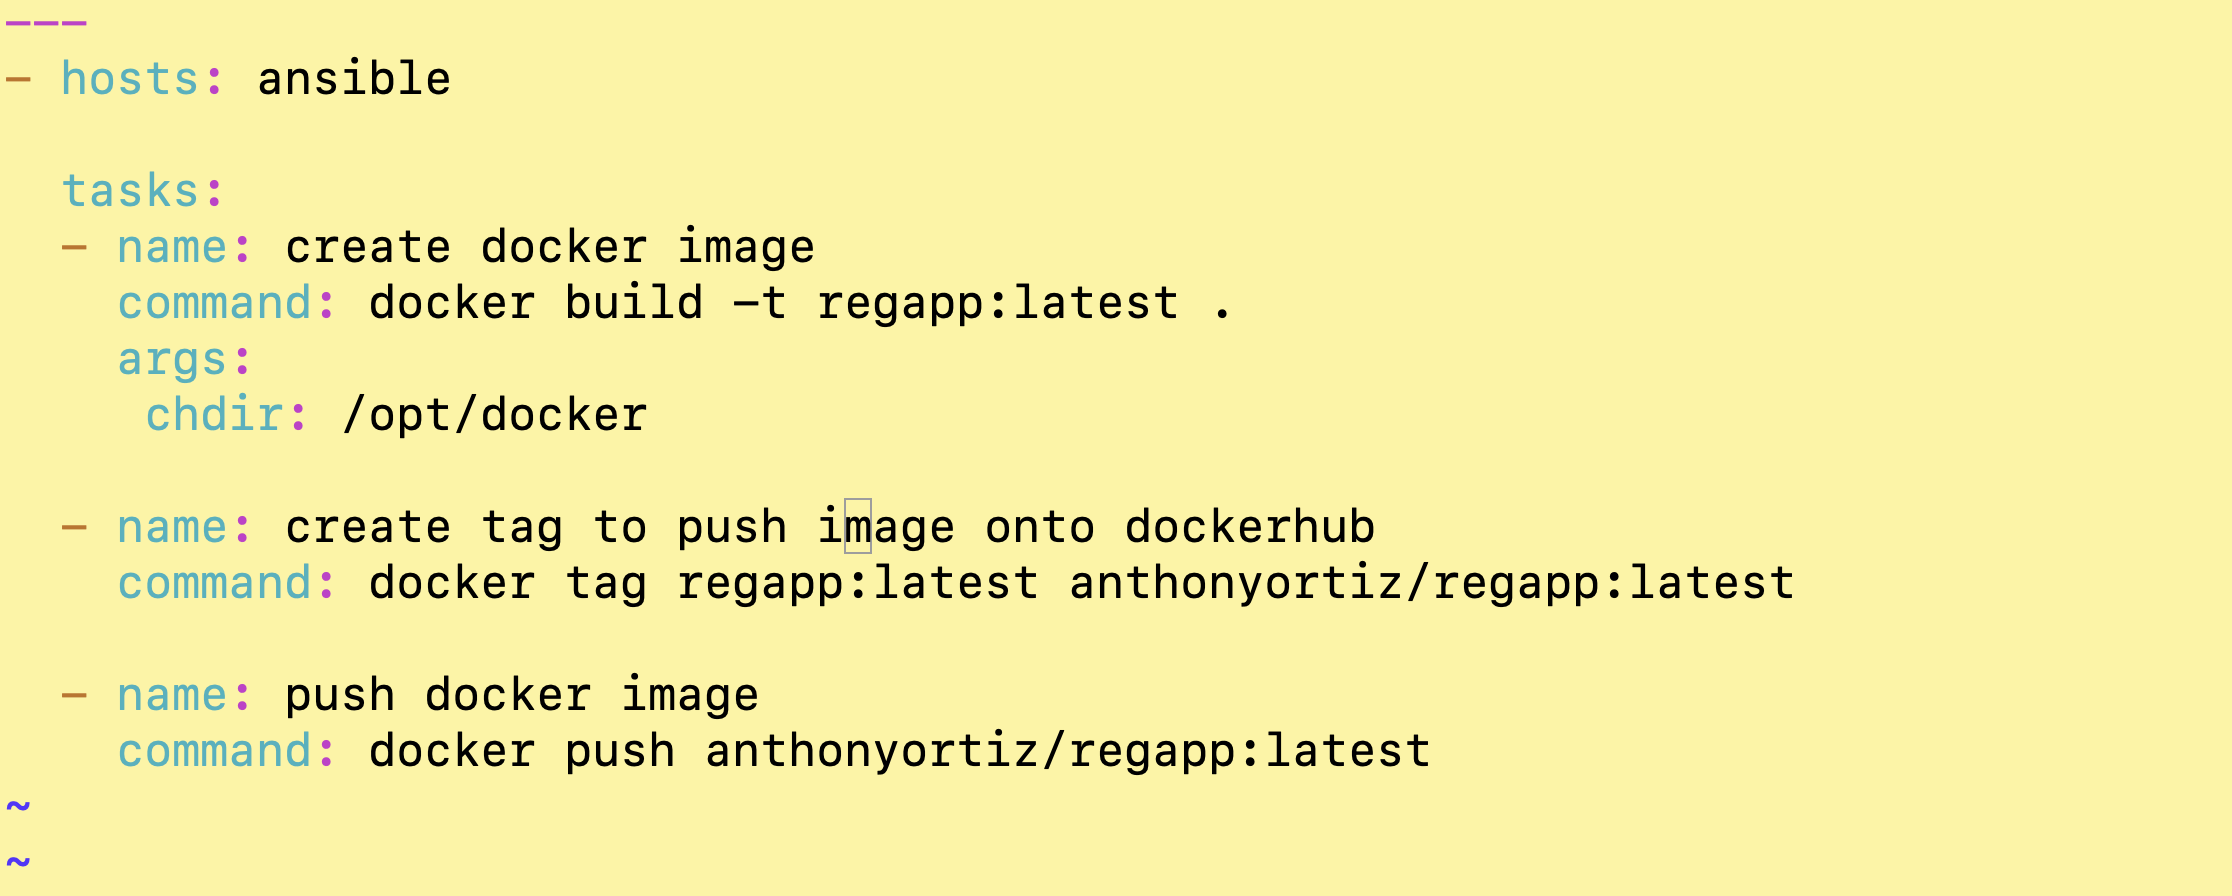 ---
- hosts: ansible
  tasks:
  - name: create docker image
    command: docker build -t regapp:latest .
    args:
     chdir: /opt/docker
  - name: create tag to push image onto dockerhub
    command: docker tag regapp:latest anthonyortiz/regapp:latest
  - name: push docker image
    command: docker push anthonyortiz/regapp:latest
~
~